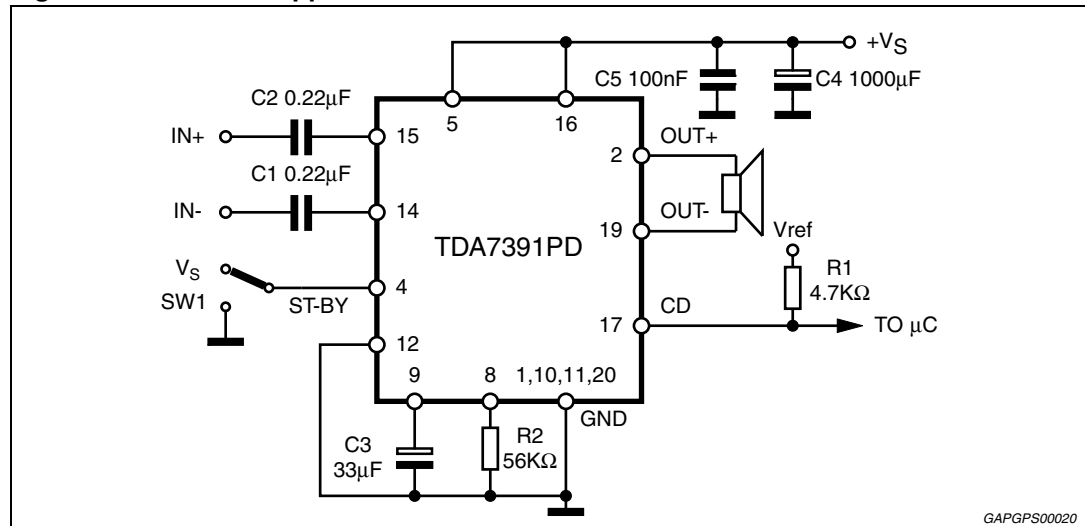 +VS
C5 100nF
C4 1000µF
C2 0.22µF
IN+
15
5
16
OUT+
2
C1 0.22µF
IN-
14
OUT-
19
TDA7391PD
Vref
VS
SW1
ST-BY
4
R1
4.7KΩ
CD
17
TO µC
12
9
8
1,10,11,20
GND
C3
33µF
R2
56KΩ
GAPGPS00020